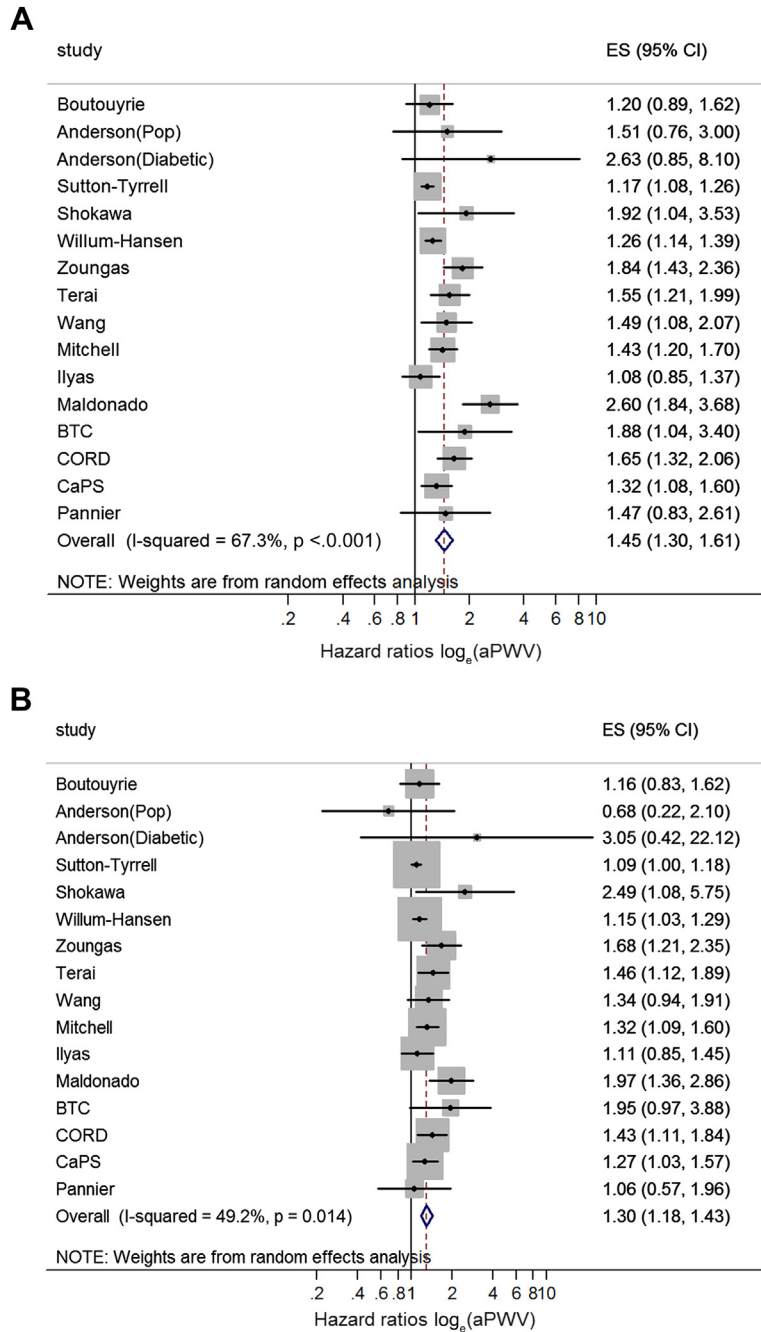 A
study ES (95% CI)
Boutouyrie 1.20 (0.89, 1.62)
Anderson(Pop) 1.51 (0.76, 3.00)
Anderson(Diabetic) 2.63 (0.85, 8.10)
Sutton-Tyrrell 1.17 (1.08, 1.26)
Shokawa 1.92 (1.04, 3.53)
Willum-Hansen 1.26 (1.14, 1.39)
Zoungas 1.84 (1.43, 2.36)
Terai 1.55 (1.21, 1.99)
Wang 1.49 (1.08, 2.07)
Mitchell 1.43 (1.20, 1.70)
Ilyas 1.08 (0.85, 1.37)
Maldonado 2.60 (1.84, 3.68)
BTC 1.88 (1.04, 3.40)
CORD 1.65 (1.32, 2.06)
CaPS 1.32 (1.08, 1.60)
Pannier 1.47 (0.83, 2.61)
Overall (I-squared = 67.3%, p <.0.001) 1.45 (1.30, 1.61)
NOTE: Weights are from random effects analysis
.2 .4 .6 .8 1 2 4 6 8 10
Hazard ratios loge(aPWV)
B
study ES (95% CI)
Boutouyrie 1.16 (0.83, 1.62)
Anderson(Pop) 0.68 (0.22, 2.10)
Anderson(Diabetic) 3.05 (0.42, 22.12)
Sutton-Tyrrell 1.09 (1.00, 1.18)
Shokawa 2.49 (1.08, 5.75)
Willum-Hansen 1.15 (1.03, 1.29)
Zoungas 1.68 (1.21, 2.35)
Terai 1.46 (1.12, 1.89)
Wang 1.34 (0.94, 1.91)
Mitchell 1.32 (1.09, 1.60)
Ilyas 1.11 (0.85, 1.45)
Maldonado 1.97 (1.36, 2.86)
BTC 1.95 (0.97, 3.88)
CORD 1.43 (1.11, 1.84)
CaPS 1.27 (1.03, 1.57)
Pannier 1.06 (0.57, 1.96)
Overall (I-squared = 49.2%, p = 0.014) 1.30 (1.18, 1.43)
NOTE: Weights are from random effects analysis
.2 .4 .6 .8 1 2 4 6 8 10
Hazard ratios loge(aPWV)